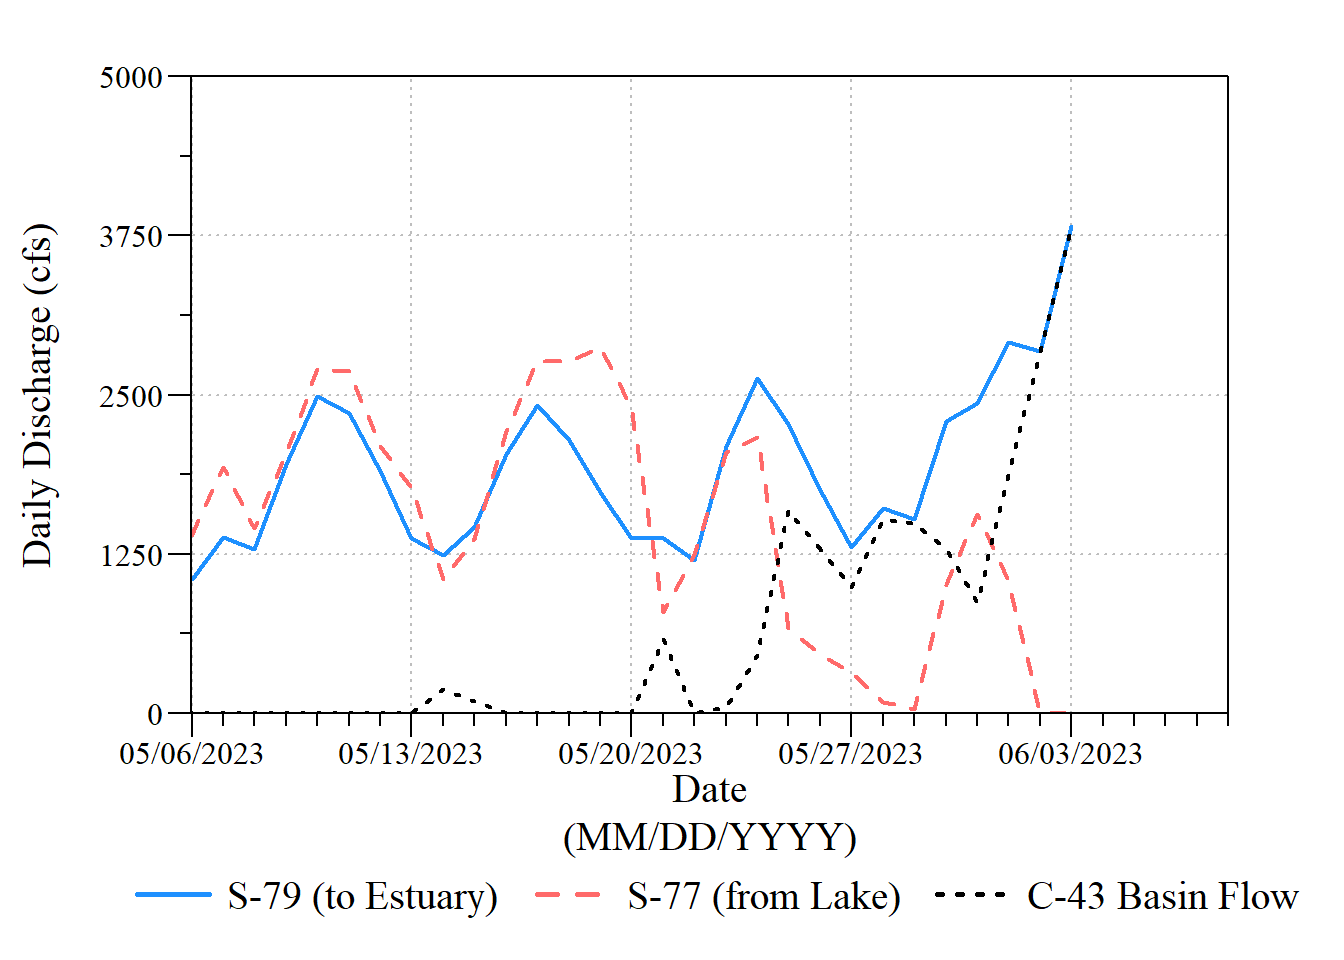 5000
3750
2500
1250
0
Daily Discharge (cfs)
05/06/2023 05/13/2023 05/20/2023 05/27/2023 06/03/2023
Date
(MM/DD/YYYY)
S-79 (to Estuary) S-77 (from Lake) C-43 Basin Flow